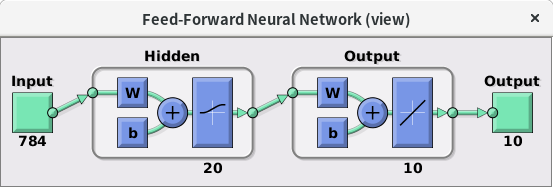 Feed-Forward Neural Network (view)
×
Hidden
Output
Input
Output
W
W
+
+
b
b
784
10
20
10